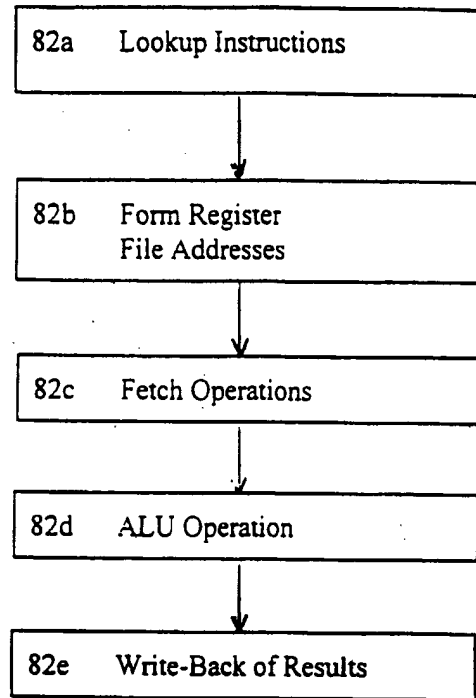 82a Lookup Instructions
82b Form Register
File Addresses
82c Fetch Operations
82d ALU Operation
82e Write-Back of Results